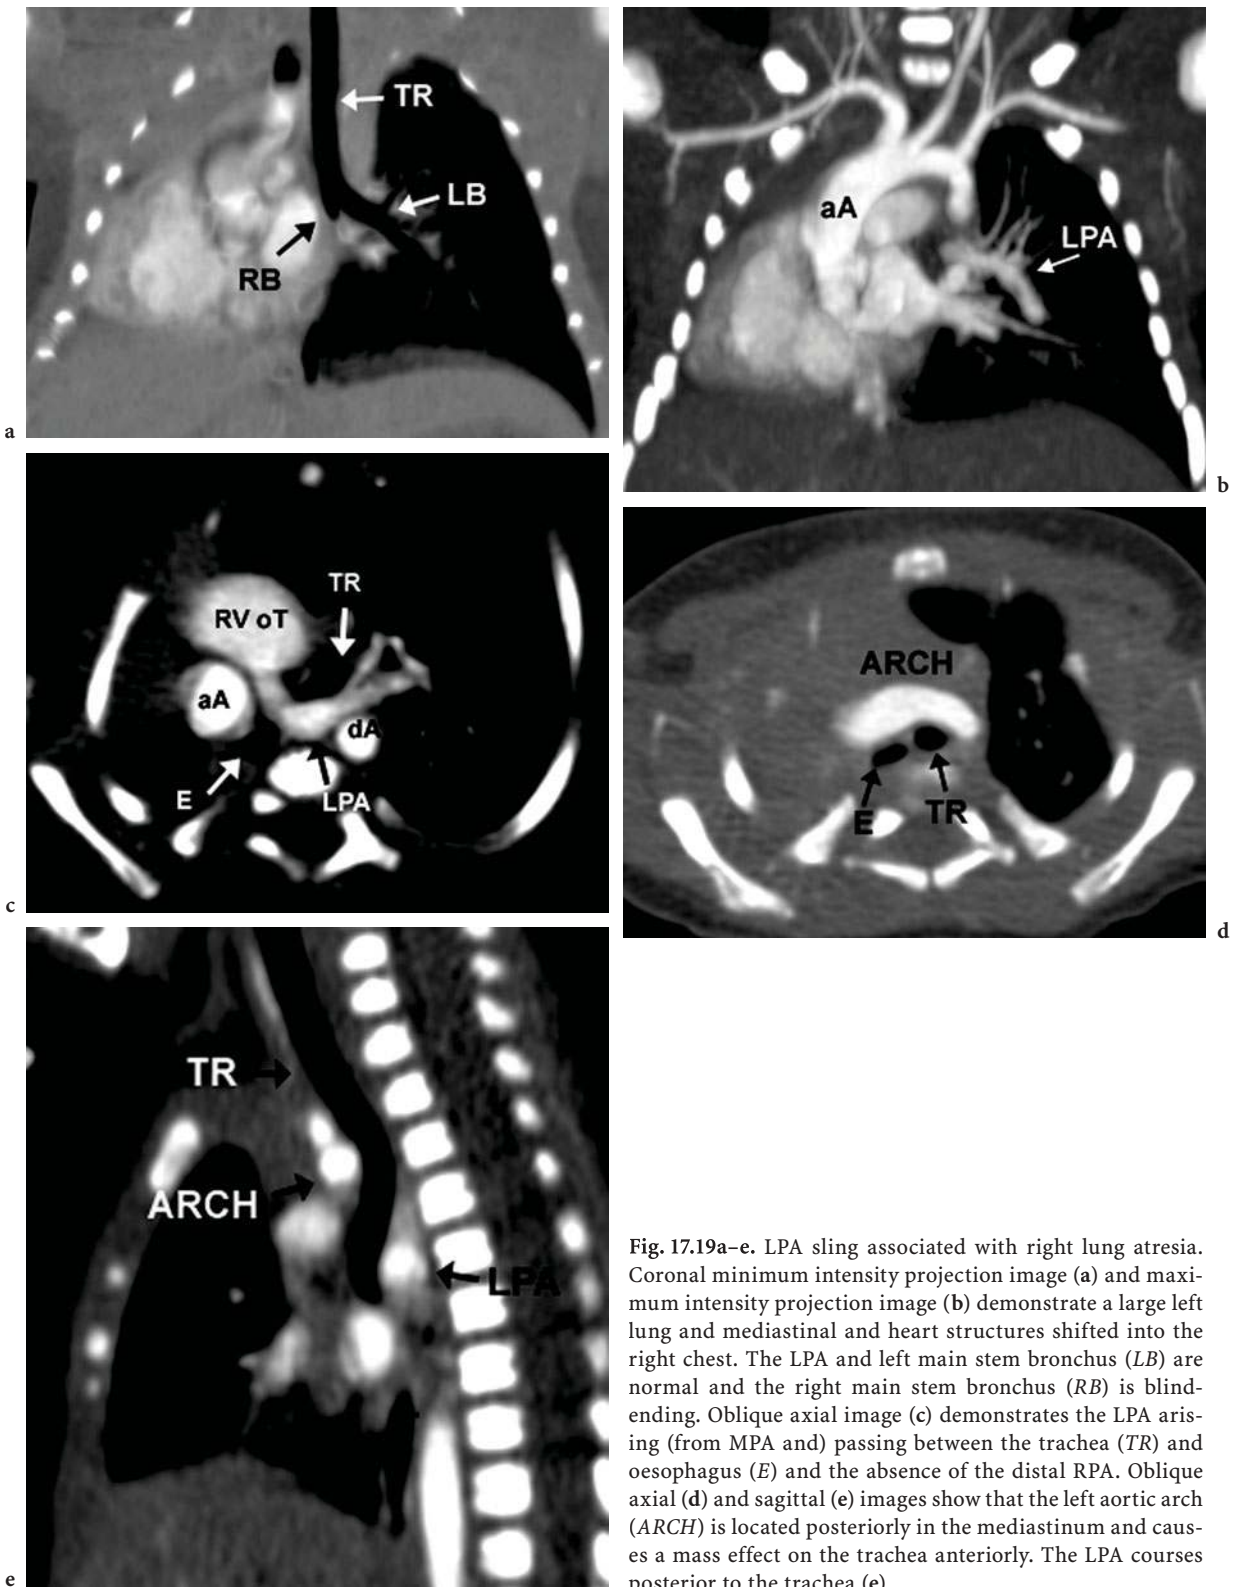 TR
LB
RB
a
aA
LPA
b
TR
RV oT
aA
dA
E
LPA
c
ARCH
E
TR
d
TR
ARCH
LPA
e
Fig. 17.19a–e. LPA sling associated with right lung atresia.
Coronal minimum intensity projection image (a) and maxi-
mum intensity projection image (b) demonstrate a large left
lung and mediastinal and heart structures shifted into the
right chest. The LPA and left main stem bronchus (LB) are
normal and the right main stem bronchus (RB) is blind-
ending. Oblique axial image (c) demonstrates the LPA aris-
ing (from MPA and) passing between the trachea (TR) and
oesophagus (E) and the absence of the distal RPA. Oblique
axial (d) and sagittal (e) images show that the left aortic arch
(ARCH) is located posteriorly in the mediastinum and caus-
es a mass effect on the trachea anteriorly. The LPA courses
posterior to the trachea (e)